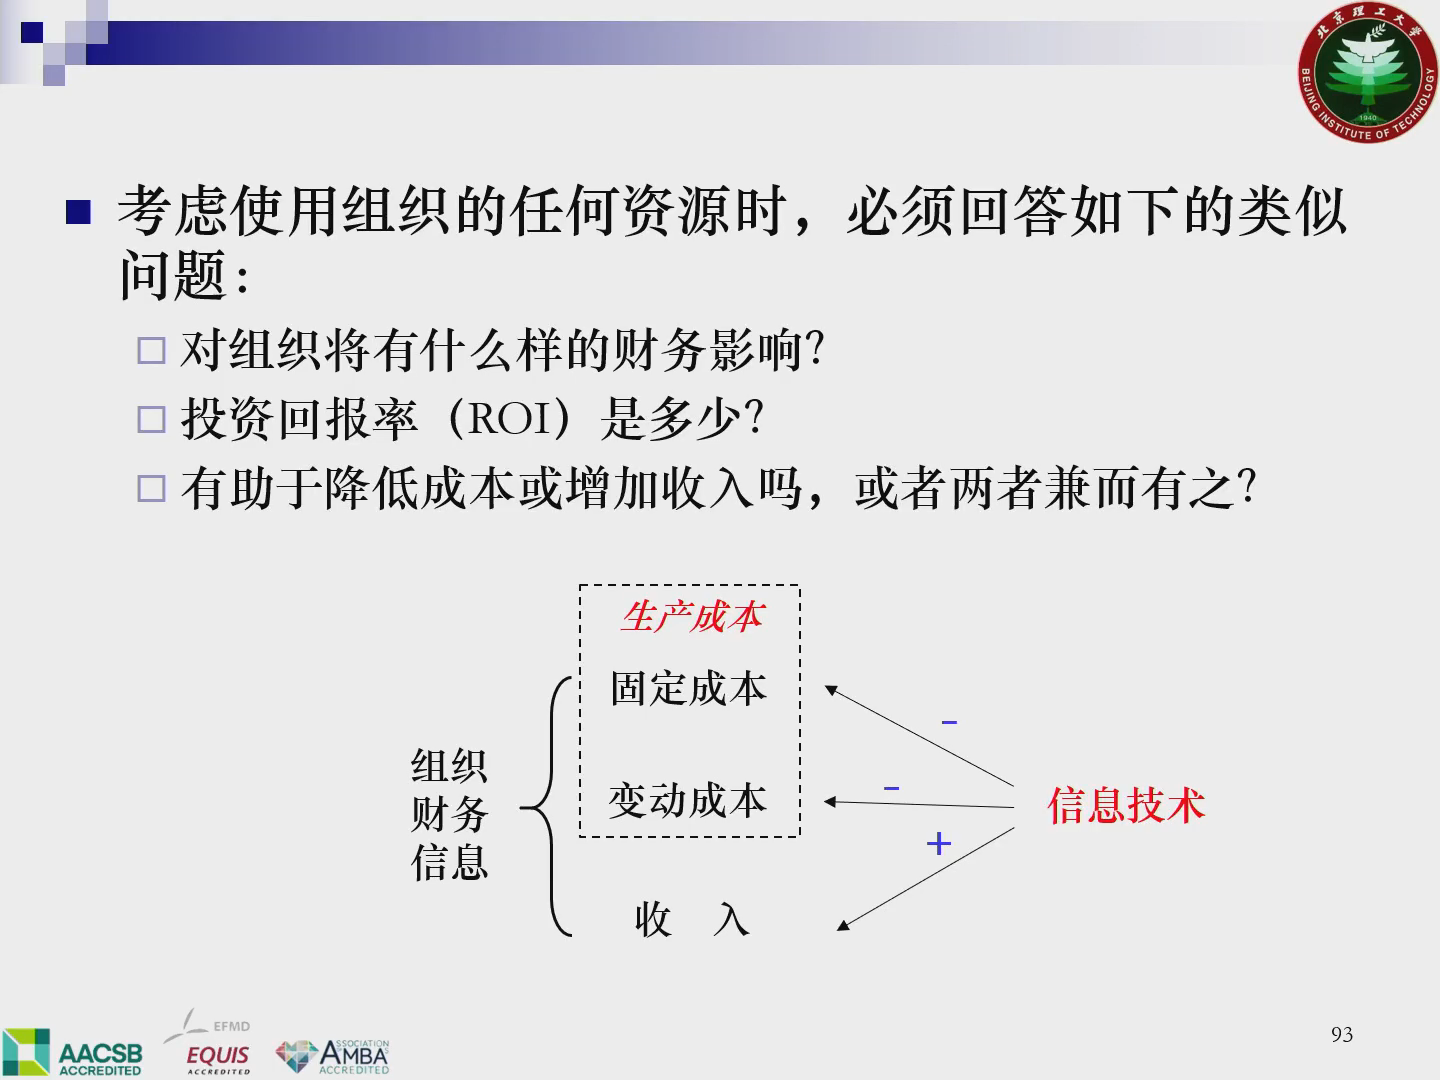 北京理工大学
BEIJING INSTITUTE OF TECHNOLOGY
1940
考虑使用组织的任何资源时，必须回答如下的类似
问题：
对组织将有什么样的财务影响？
投资回报率（ROI）是多少？
有助于降低成本或增加收入吗，或者两者兼而有之？
生产成本
固定成本
-
组织
财务
信息
变动成本
-
信息技术
+
收 入
AACSB
ACCREDITED
EFMD
EQUIS
ACCREDITED
ASSOCIATION
AMBA
ACCREDITED
93